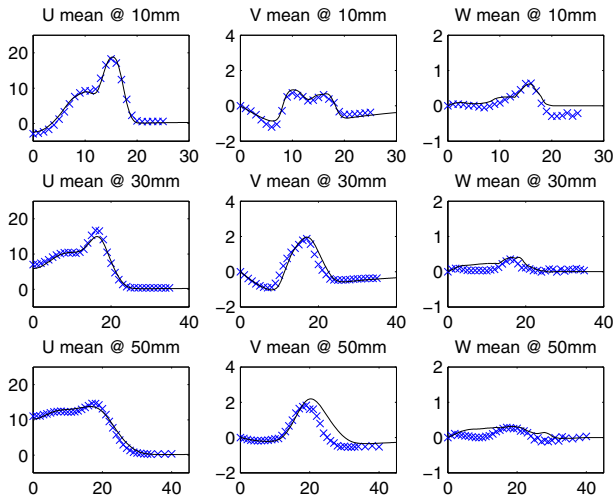 U mean @ 10mm
V mean @ 10mm
W mean @ 10mm
20
10
0
0 10 20 30
4
2
0
−2
0 10 20 30
2
1
0
−1
0 10 20 30
U mean @ 30mm
V mean @ 30mm
W mean @ 30mm
20
10
0
0 20 40
4
2
0
−2
0 20 40
2
1
0
−1
0 20 40
U mean @ 50mm
V mean @ 50mm
W mean @ 50mm
20
10
0
0 20 40
4
2
0
−2
0 20 40
2
1
0
−1
0 20 40